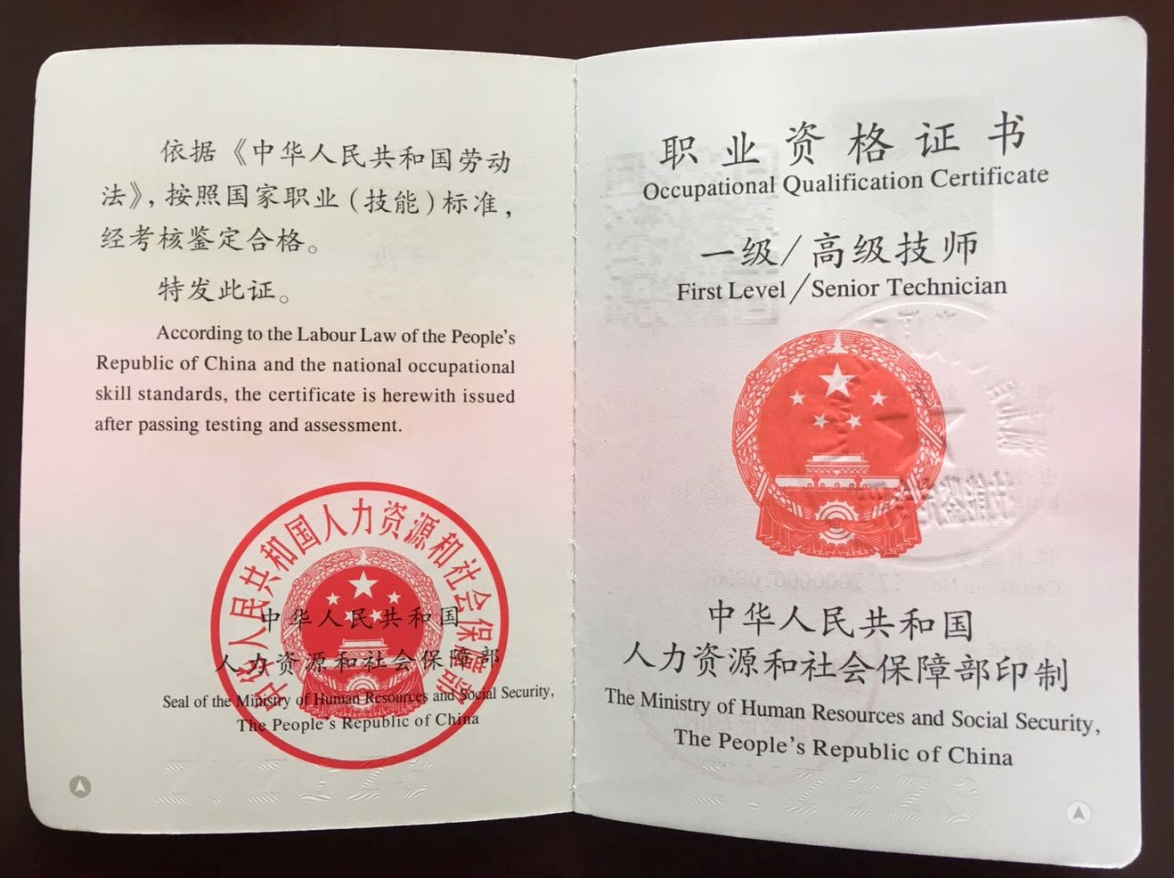 依据《中华人民共和国劳动
法》，按照国家职业（技能）标准，
经考核鉴定合格。
特发此证。
According to the Labour Law of the People's
Republic of China and the national occupational
skill standards, the certificate is herewith issued
after passing testing and assessment.
中华人民共和国人力资源和社会保障部
中华人民共和国
人力资源和社会保障部
Seal of the Ministry of Human Resources and Social Security,
The People's Republic of China
职业资格证书
Occupational Qualification Certificate
一级/高级技师
First Level/Senior Technician
中华人民共和国
人力资源和社会保障部印制
The Ministry of Human Resources and Social Security,
The People's Republic of China